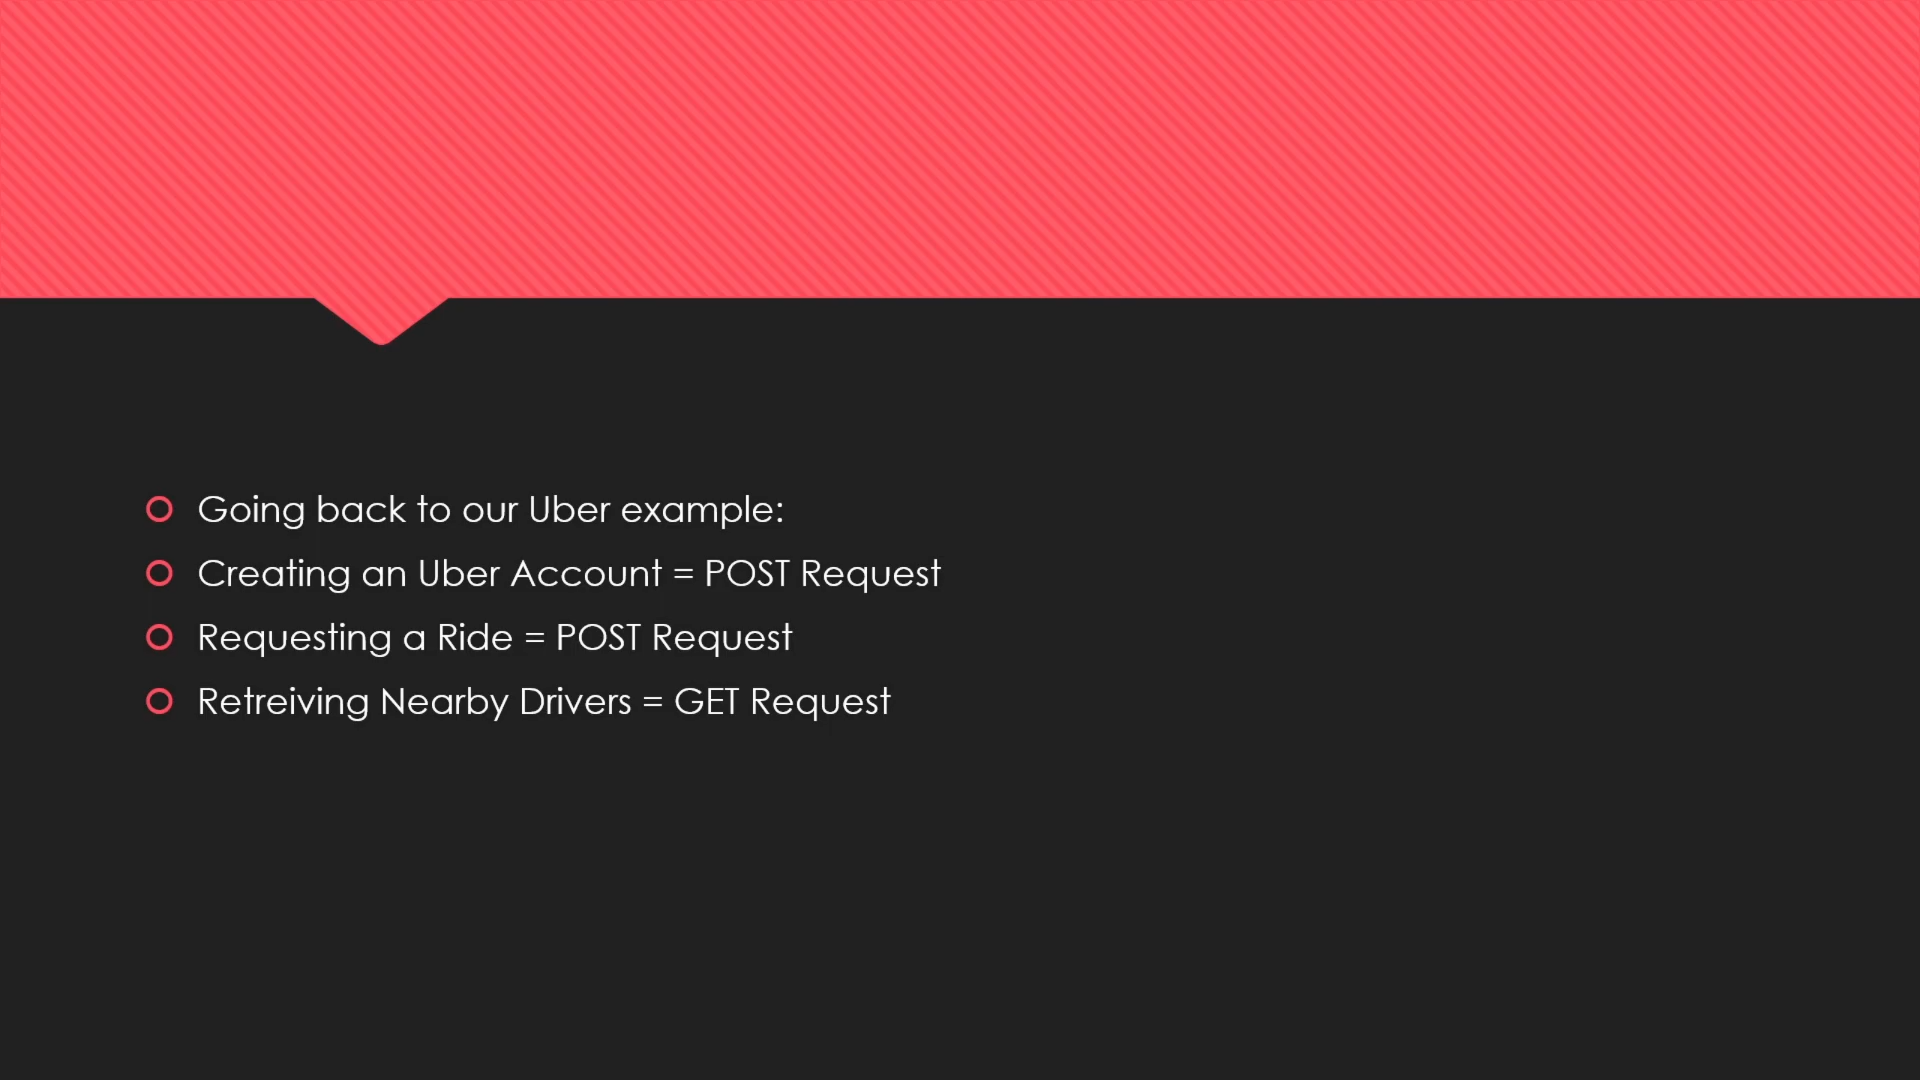 Going back to our Uber example:
Creating an Uber Account = POST Request
Requesting a Ride = POST Request
Retreiving Nearby Drivers = GET Request